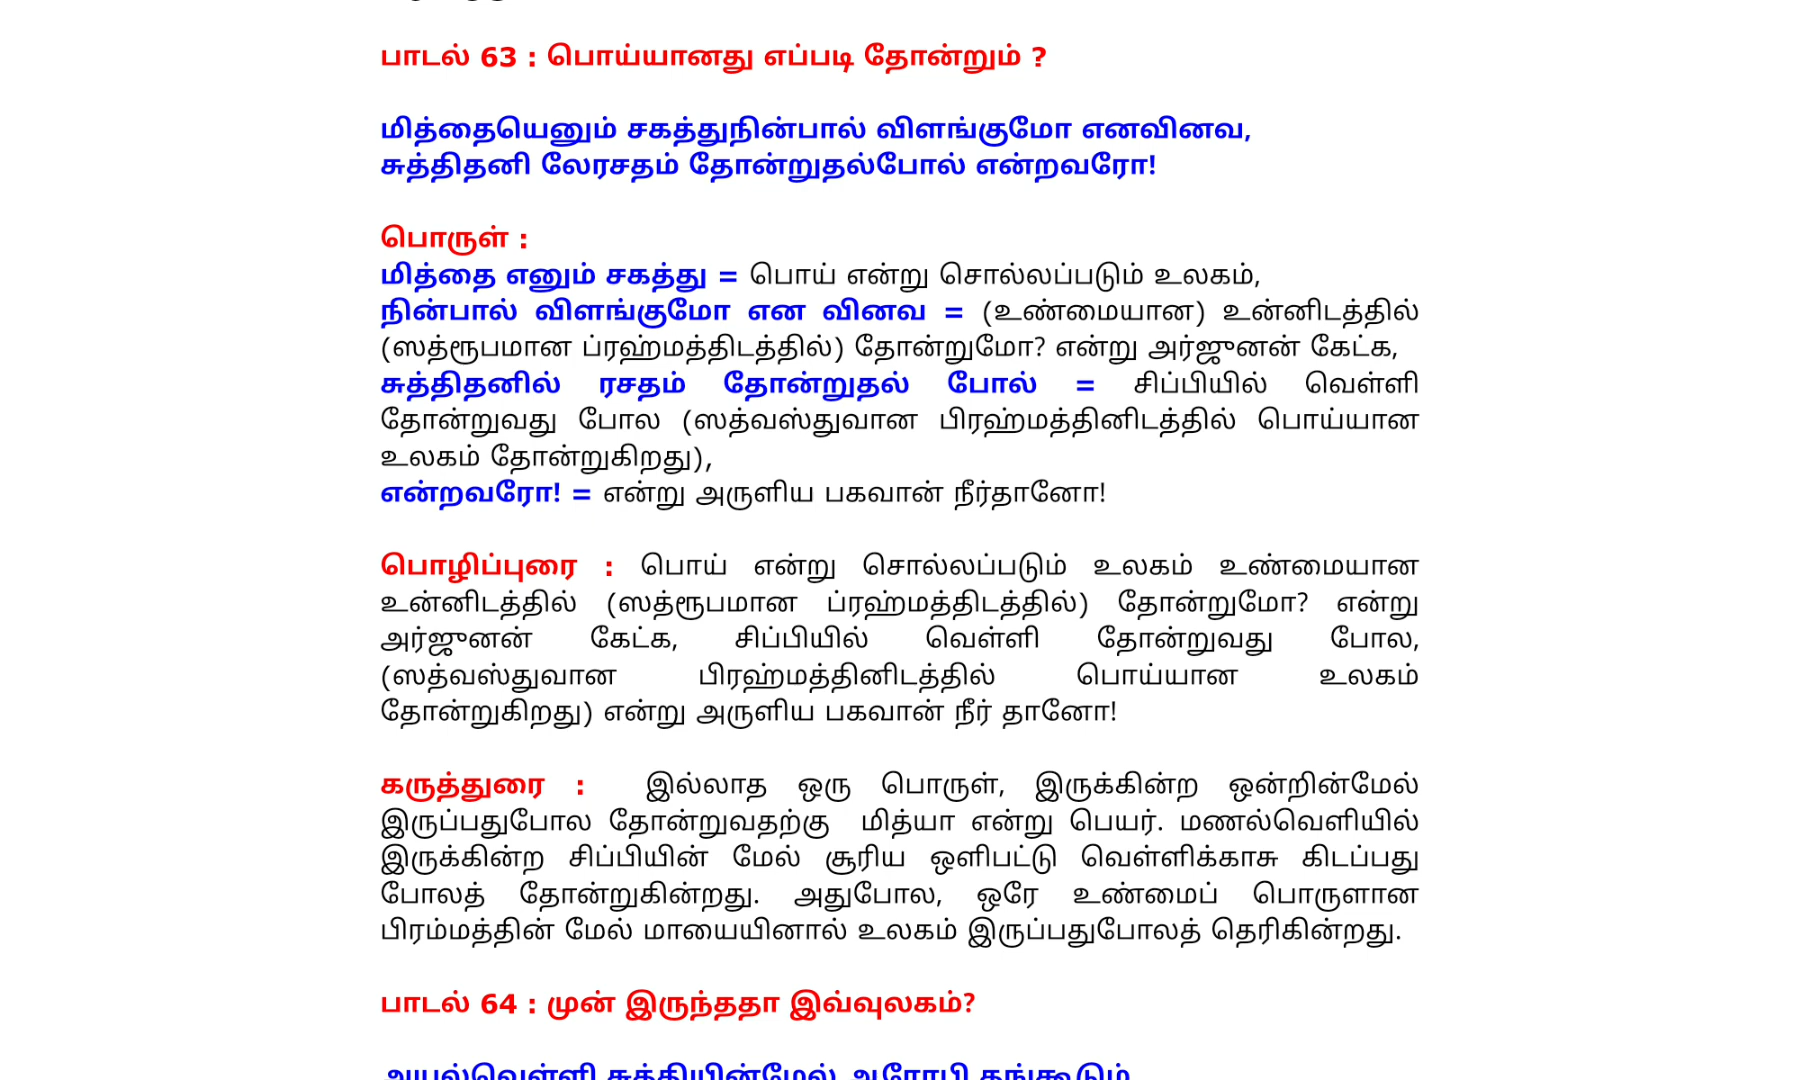 பாடல் 63 : பொய்யானது எப்படி தோன்றும் ?
மித்தையெனும் சகத்துநின்பால் விளங்குமோ எனவினவ,
சுத்திதனி லேரசதம் தோன்றுதல்போல் என்றவரோ!
பொருள் :
மித்தை எனும் சகத்து = பொய் என்று சொல்லப்படும் உலகம்,
நின்பால் விளங்குமோ என வினவ = (உண்மையான) உன்னிடத்தில்
(ஸத்ரூபமான ப்ரஹ்மத்திடத்தில்) தோன்றுமோ? என்று அர்ஜுனன் கேட்க,
சுத்திதனில் ரசதம் தோன்றுதல் போல் = சிப்பியில் வெள்ளி
தோன்றுவது போல (ஸத்வஸ்துவான பிரஹ்மத்தினிடத்தில் பொய்யான
உலகம் தோன்றுகிறது),
என்றவரோ! = என்று அருளிய பகவான் நீர்தானோ!
பொழிப்புரை : பொய் என்று சொல்லப்படும் உலகம் உண்மையான
உன்னிடத்தில் (ஸத்ரூபமான ப்ரஹ்மத்திடத்தில்) தோன்றுமோ? என்று
அர்ஜுனன் கேட்க, சிப்பியில் வெள்ளி தோன்றுவது போல,
(ஸத்வஸ்துவான பிரஹ்மத்தினிடத்தில் பொய்யான உலகம்
தோன்றுகிறது) என்று அருளிய பகவான் நீர் தானோ!
கருத்துரை : இல்லாத ஒரு பொருள், இருக்கின்ற ஒன்றின்மேல்
இருப்பதுபோல தோன்றுவதற்கு மித்யா என்று பெயர். மணல்வெளியில்
இருக்கின்ற சிப்பியின் மேல் சூரிய ஒளிபட்டு வெள்ளிக்காசு கிடப்பது
போலத் தோன்றுகின்றது. அதுபோல, ஒரே உண்மைப் பொருளான
பிரம்மத்தின் மேல் மாயையினால் உலகம் இருப்பதுபோலத் தெரிகின்றது.
பாடல் 64 : முன் இருந்ததா இவ்வுலகம்?
அயல்வெள்ளி சுத்தியின்மேல் ஆரோபி தங்கூடும்